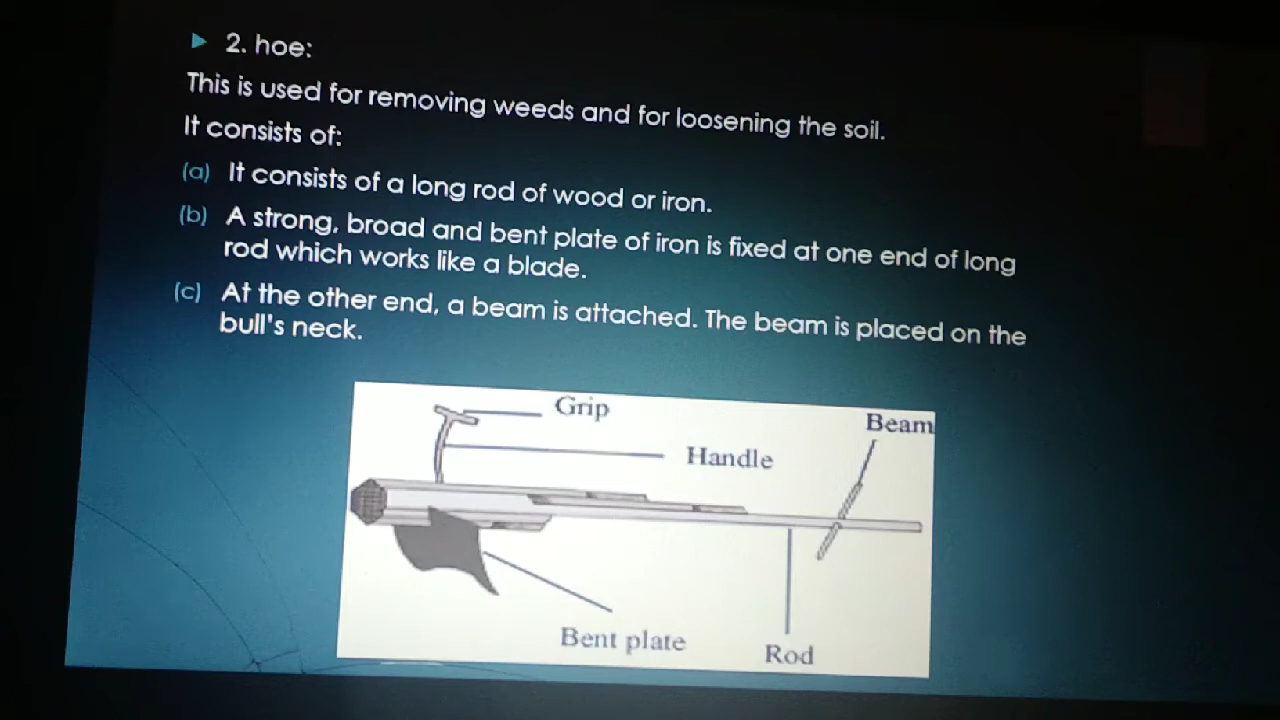 2. hoe:
This is used for removing weeds and for loosening the soil.
It consists of:
(a) It consists of a long rod of wood or iron.
(b) A strong, broad and bent plate of iron is fixed at one end of long
rod which works like a blade.
(c) At the other end, a beam is attached. The beam is placed on the
bull's neck.
Grip
Beam
Handle
Bent plate
Rod